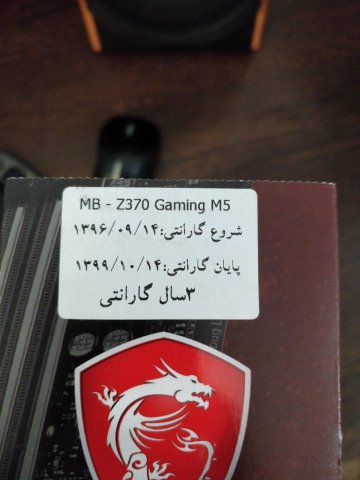 MB - Z370 Gaming M5
شروع گارانتی:۱۳۹۶/۰۹/۱۴
پایان گارانتی:۱۳۹۹/۱۰/۱۴
۳سال گارانتی